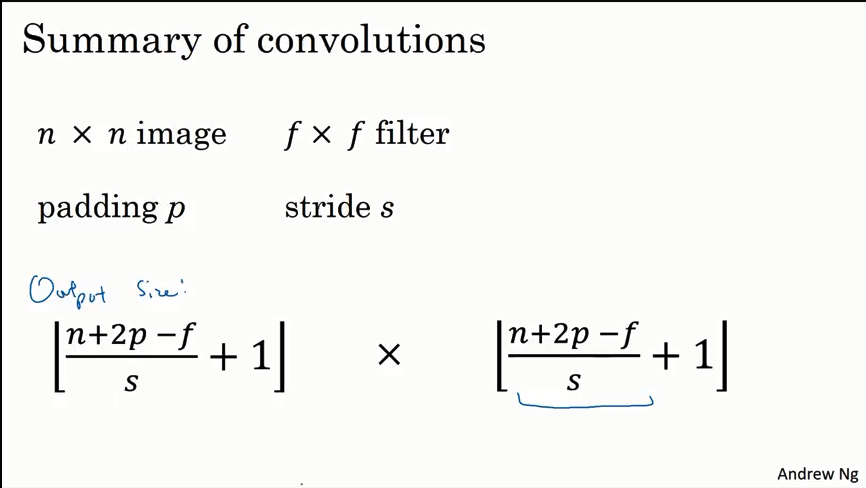 Summary of convolutions
n × n image f × f filter
padding p stride s
Output size:
⌊(n+2p −f)/s + 1⌋ × ⌊(n+2p −f)/s + 1⌋
Andrew Ng